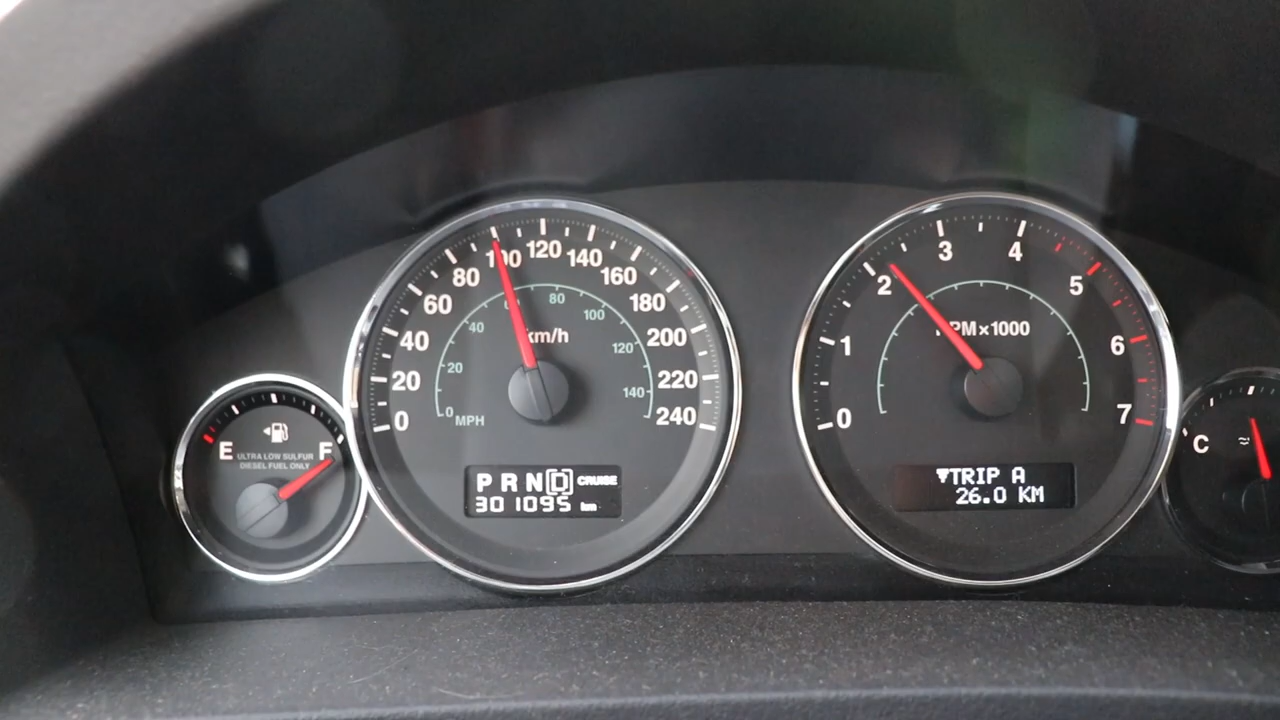 E F
ULTRA LOW SULFUR
DIESEL FUEL ONLY
0 20 40 60 80 100 120 140 160 180 200 220 240
km/h
0 20 40 60 80 100 120 140
MPH
P R N D CRUISE
301095 km
0 1 2 3 4 5 6 7
RPM×1000
TRIP A
26.0 KM
C